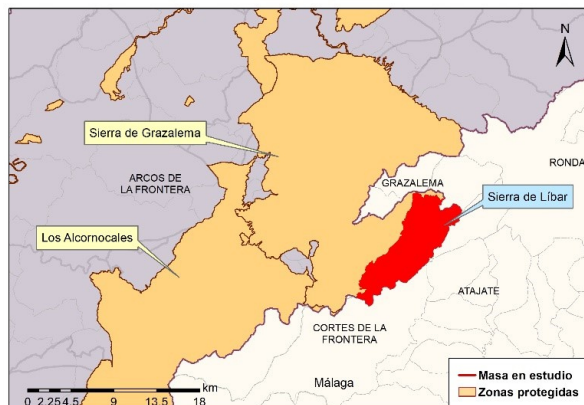 N
Sierra de Grazalema
RONDA
ARCOS DE
LA FRONTERA
GRAZALEMA
Sierra de Líbar
Los Alcornocales
ATAJATE
CORTES DE LA
FRONTERA
km
Málaga
0 2.25 4.5 9 13.5 18
Masa en estudio
Zonas protegidas